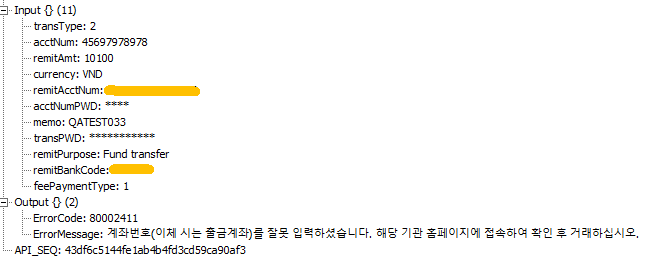 Input {} (11)
transType: 2
acctNum: 45697978978
remitAmt: 10100
currency: VND
remitAcctNum:
acctNumPWD: ****
memo: QATEST033
transPWD: ***********
remitPurpose: Fund transfer
remitBankCode:
feePaymentType: 1
Output {} (2)
ErrorCode: 80002411
ErrorMessage: 계좌번호(이체 시는 출금계좌)를 잘못 입력하셨습니다. 해당 기관 홈페이지에 접속하여 확인 후 거래하십시오.
API_SEQ: 43df6c5144fe1ab4b4fd3cd59ca90af3